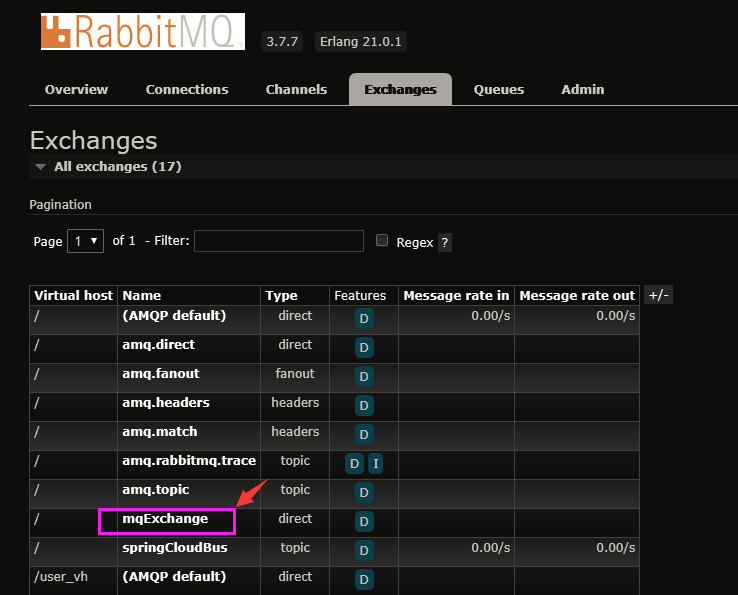 RabbitMQ 3.7.7 Erlang 21.0.1
Overview Connections Channels Exchanges Queues Admin
Exchanges
All exchanges (17)
Pagination
Page 1 of 1 - Filter: Regex ?
Virtual host Name Type Features Message rate in Message rate out +/-
/ (AMQP default) direct D 0.00/s 0.00/s
/ amq.direct direct D
/ amq.fanout fanout D
/ amq.headers headers D
/ amq.match headers D
/ amq.rabbitmq.trace topic D I
/ amq.topic topic D
/ mqExchange direct D
/ springCloudBus topic D 0.00/s 0.00/s
/user_vh (AMQP default) direct D